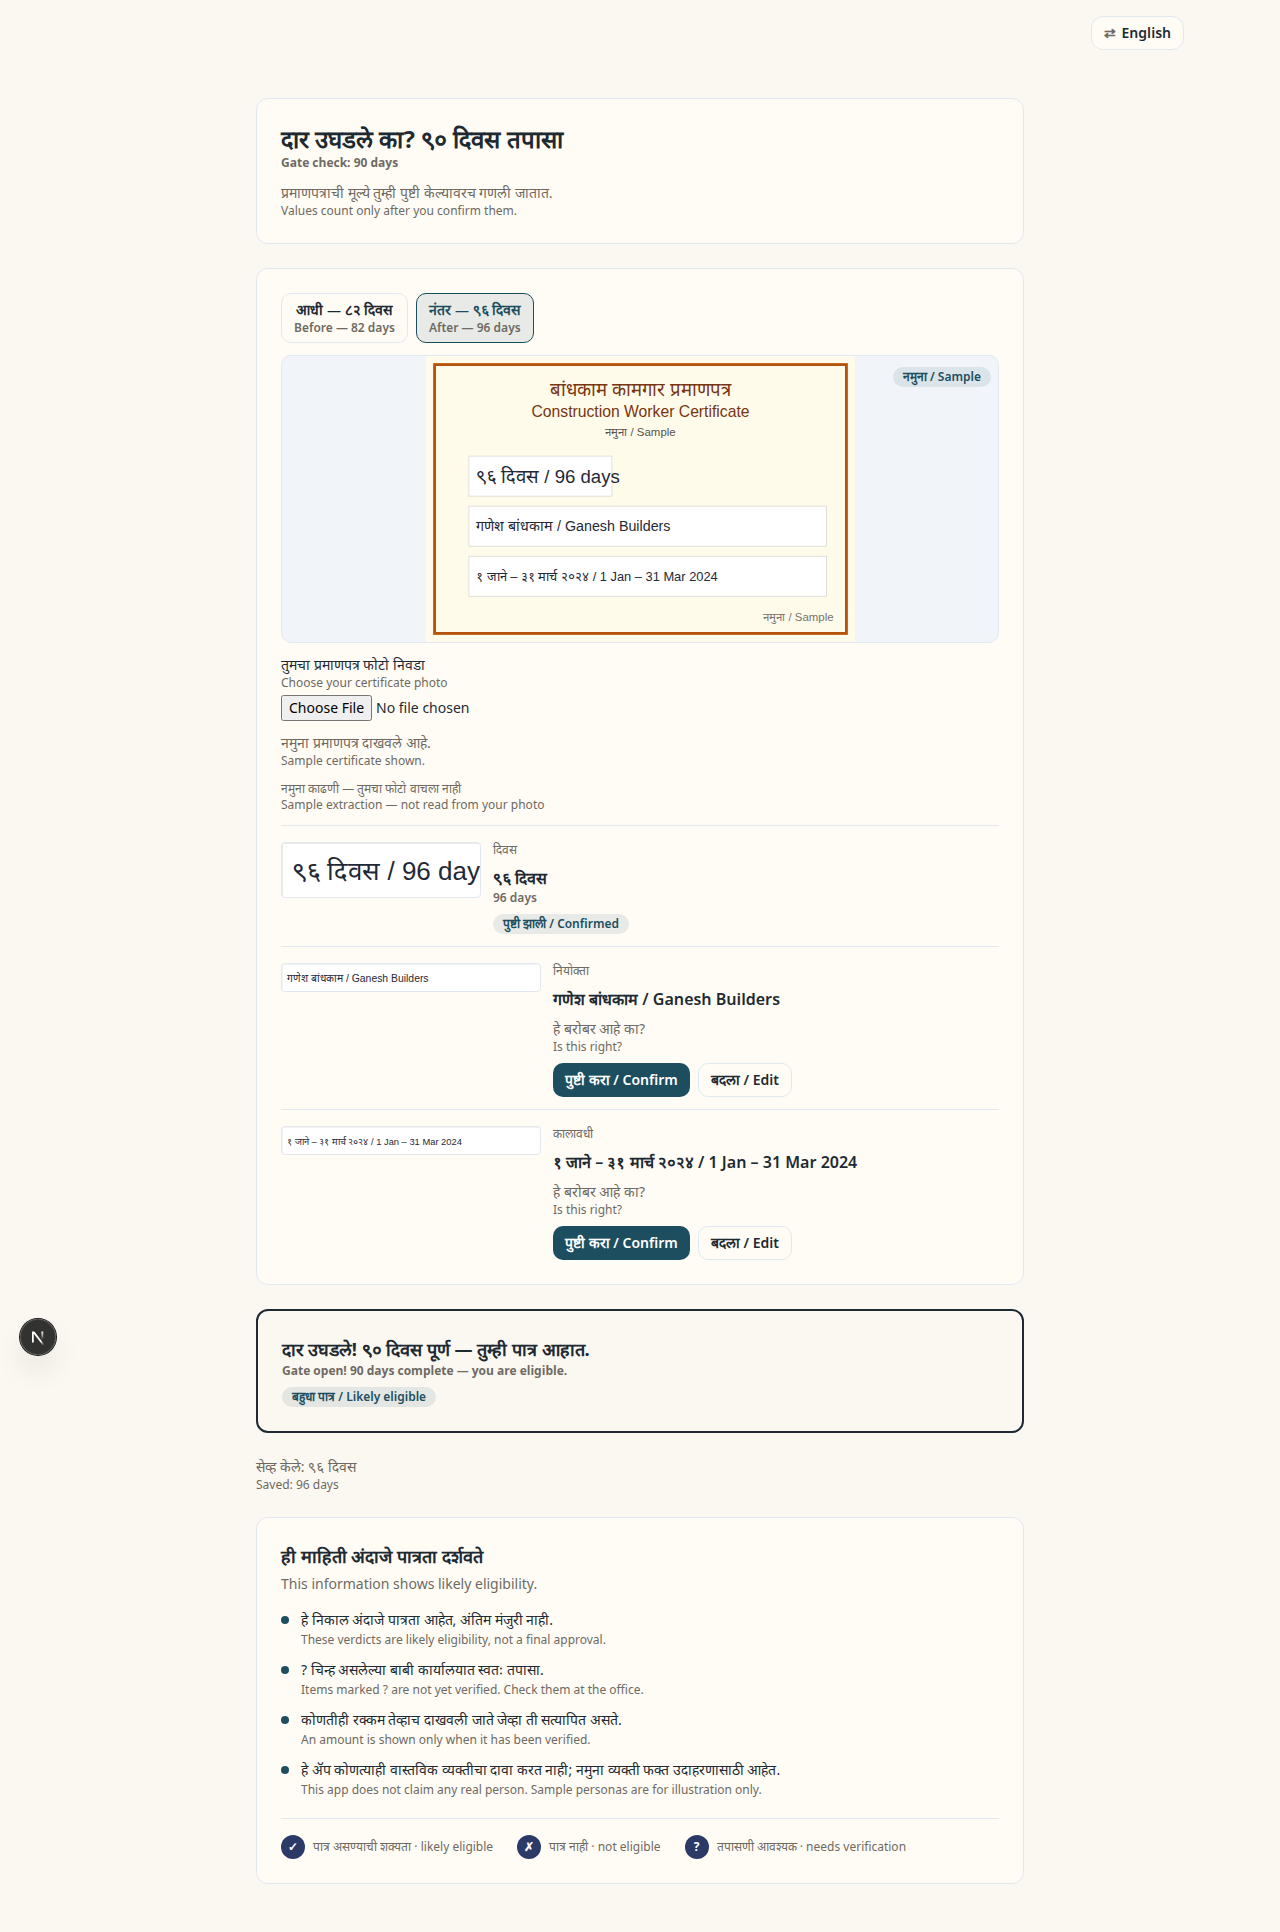 ⇄ English
दार उघडले का? ९० दिवस तपासा
Gate check: 90 days
प्रमाणपत्राची मूल्ये तुम्ही पुष्टी केल्यावरच गणली जातात.
Values count only after you confirm them.
आधी — ८२ दिवस
Before — 82 days
नंतर — ९६ दिवस
After — 96 days
नमुना / Sample
बांधकाम कामगार प्रमाणपत्र
Construction Worker Certificate
नमुना / Sample
९६ दिवस / 96 days
गणेश बांधकाम / Ganesh Builders
१ जाने – ३१ मार्च २०२४ / 1 Jan – 31 Mar 2024
नमुना / Sample
तुमचा प्रमाणपत्र फोटो निवडा
Choose your certificate photo
Choose File No file chosen
नमुना प्रमाणपत्र दाखवले आहे.
Sample certificate shown.
नमुना काढणी — तुमचा फोटो वाचला नाही
Sample extraction — not read from your photo
९६ दिवस / 96 day
दिवस
९६ दिवस
96 days
पुष्टी झाली / Confirmed
गणेश बांधकाम / Ganesh Builders
नियोक्ता
गणेश बांधकाम / Ganesh Builders
हे बरोबर आहे का?
Is this right?
पुष्टी करा / Confirm
बदला / Edit
१ जाने – ३१ मार्च २०२४ / 1 Jan – 31 Mar 2024
कालावधी
१ जाने – ३१ मार्च २०२४ / 1 Jan – 31 Mar 2024
हे बरोबर आहे का?
Is this right?
पुष्टी करा / Confirm
बदला / Edit
N
दार उघडले! ९० दिवस पूर्ण — तुम्ही पात्र आहात.
Gate open! 90 days complete — you are eligible.
बहुधा पात्र / Likely eligible
सेव्ह केले: ९६ दिवस
Saved: 96 days
ही माहिती अंदाजे पात्रता दर्शवते
This information shows likely eligibility.
हे निकाल अंदाजे पात्रता आहेत, अंतिम मंजुरी नाही.
These verdicts are likely eligibility, not a final approval.
? चिन्ह असलेल्या बाबी कार्यालयात स्वतः तपासा.
Items marked ? are not yet verified. Check them at the office.
कोणतीही रक्कम तेव्हाच दाखवली जाते जेव्हा ती सत्यापित असते.
An amount is shown only when it has been verified.
हे ॲप कोणत्याही वास्तविक व्यक्तीचा दावा करत नाही; नमुना व्यक्ती फक्त उदाहरणासाठी आहेत.
This app does not claim any real person. Sample personas are for illustration only.
✓ पात्र असण्याची शक्यता · likely eligible
✗ पात्र नाही · not eligible
? तपासणी आवश्यक · needs verification